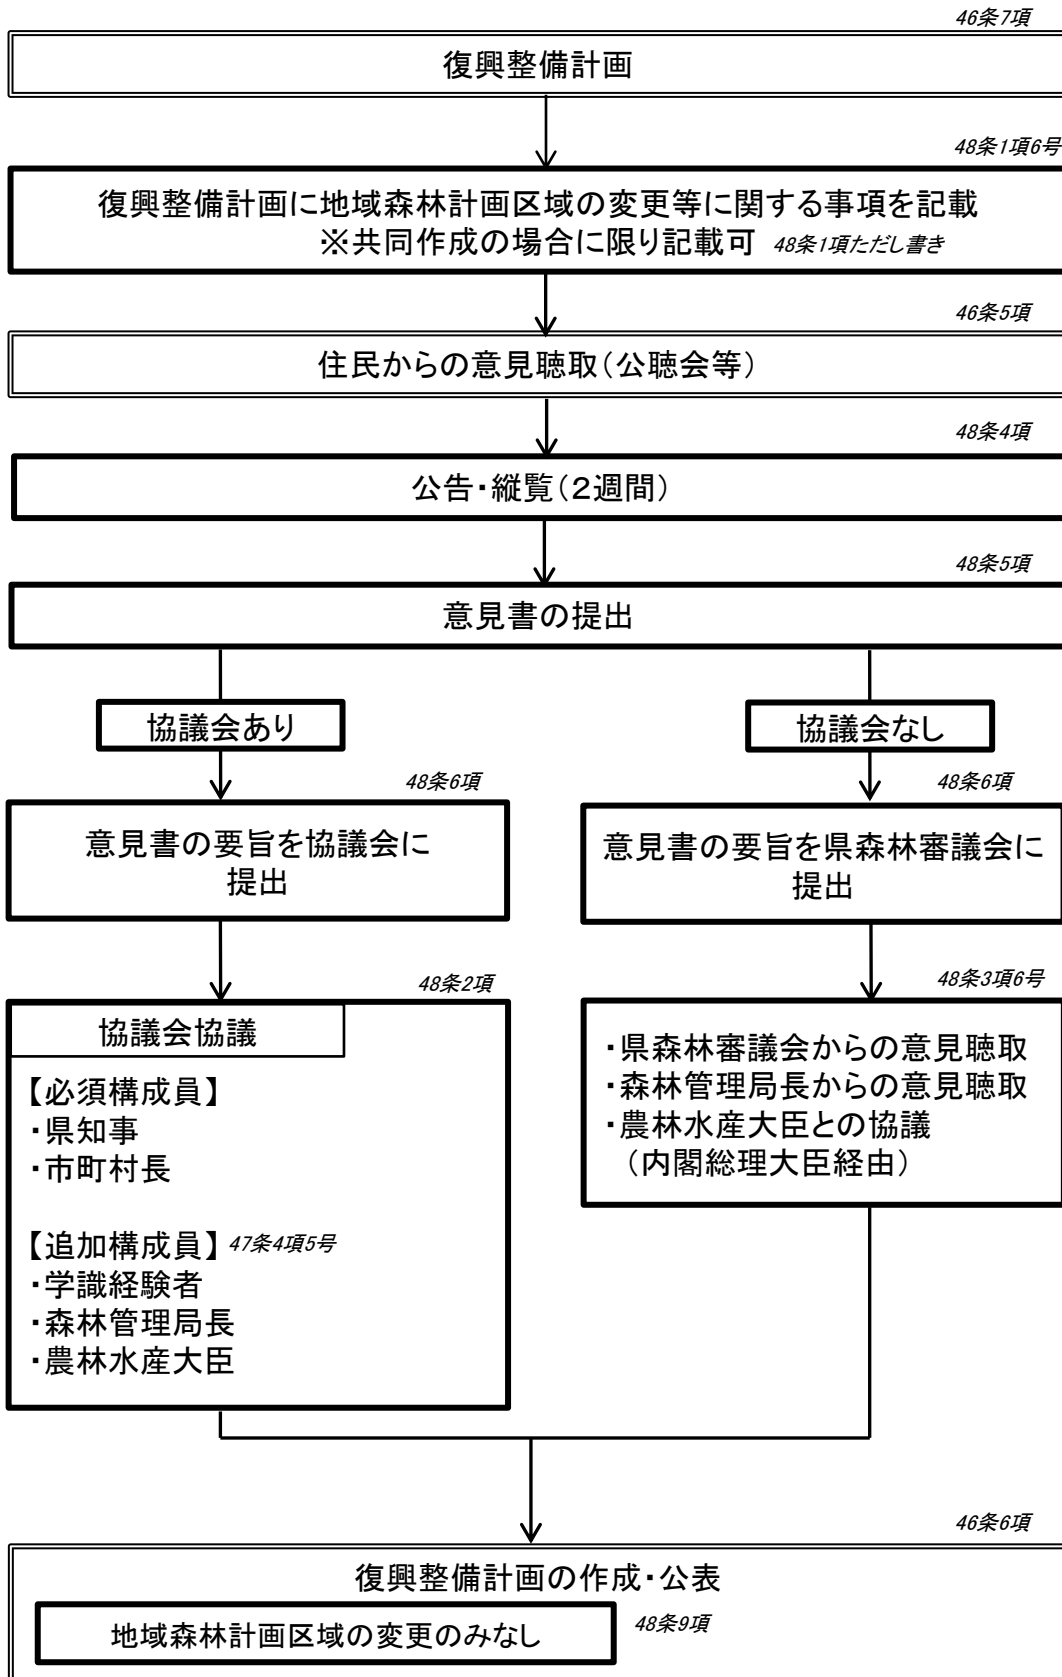 46条7項
復興整備計画
48条1項6号
復興整備計画に地域森林計画区域の変更等に関する事項を記載
※共同作成の場合に限り記載可 48条1項ただし書き
46条5項
住民からの意見聴取（公聴会等）
48条4項
公告・縦覧（２週間）
48条5項
意見書の提出
協議会あり
協議会なし
48条6項
48条6項
意見書の要旨を協議会に
提出
意見書の要旨を県森林審議会に
提出
48条2項
協議会協議
【必須構成員】
・県知事
・市町村長
【追加構成員】 47条4項5号
・学識経験者
・森林管理局長
・農林水産大臣
48条3項6号
・県森林審議会からの意見聴取
・森林管理局長からの意見聴取
・農林水産大臣との協議
（内閣総理大臣経由）
46条6項
復興整備計画の作成・公表
地域森林計画区域の変更のみなし
48条9項